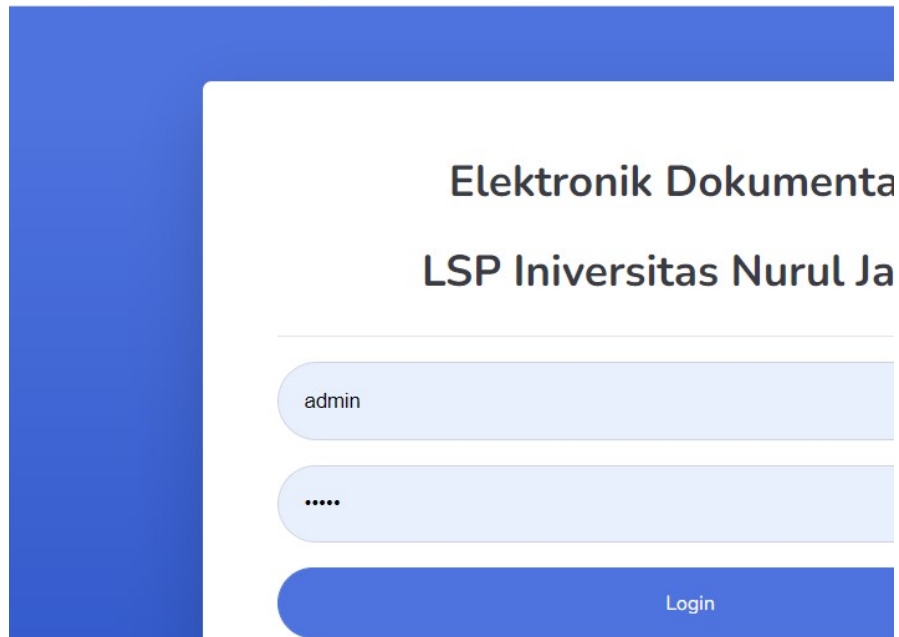 Elektronik Dokumenta
LSP Iniversitas Nurul Ja
admin
•••••
Login